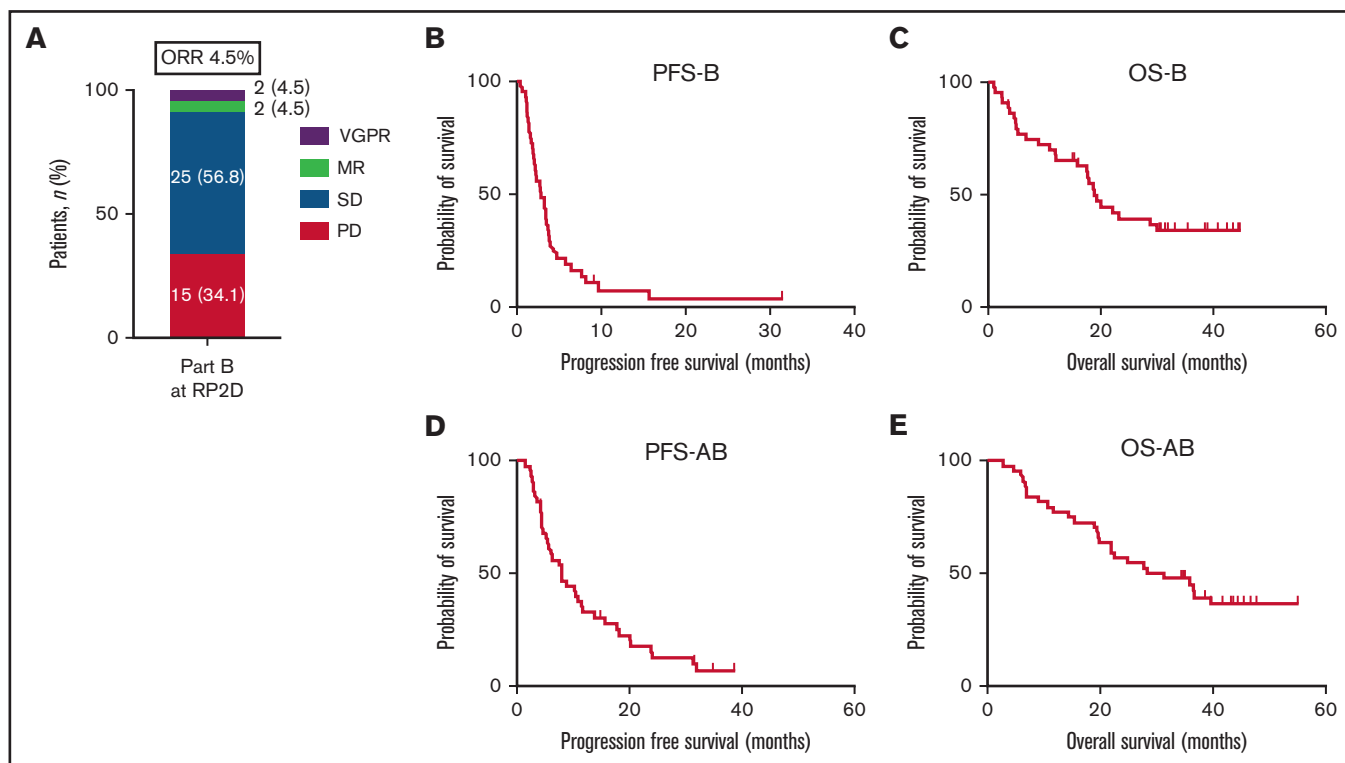 A
ORR 4.5%
100
50
0
Patients, n (%)
2 (4.5)
2 (4.5)
25 (56.8)
15 (34.1)
VGPR
MR
SD
PD
Part B
at RP2D
B
PFS-B
100
50
0
Probability of survival
0 10 20 30 40
Progression free survival (months)
C
OS-B
100
50
0
Probability of survival
0 20 40 60
Overall survival (months)
D
PFS-AB
100
50
0
Probability of survival
0 20 40 60
Progression free survival (months)
E
OS-AB
100
50
0
Probability of survival
0 20 40 60
Overall survival (months)